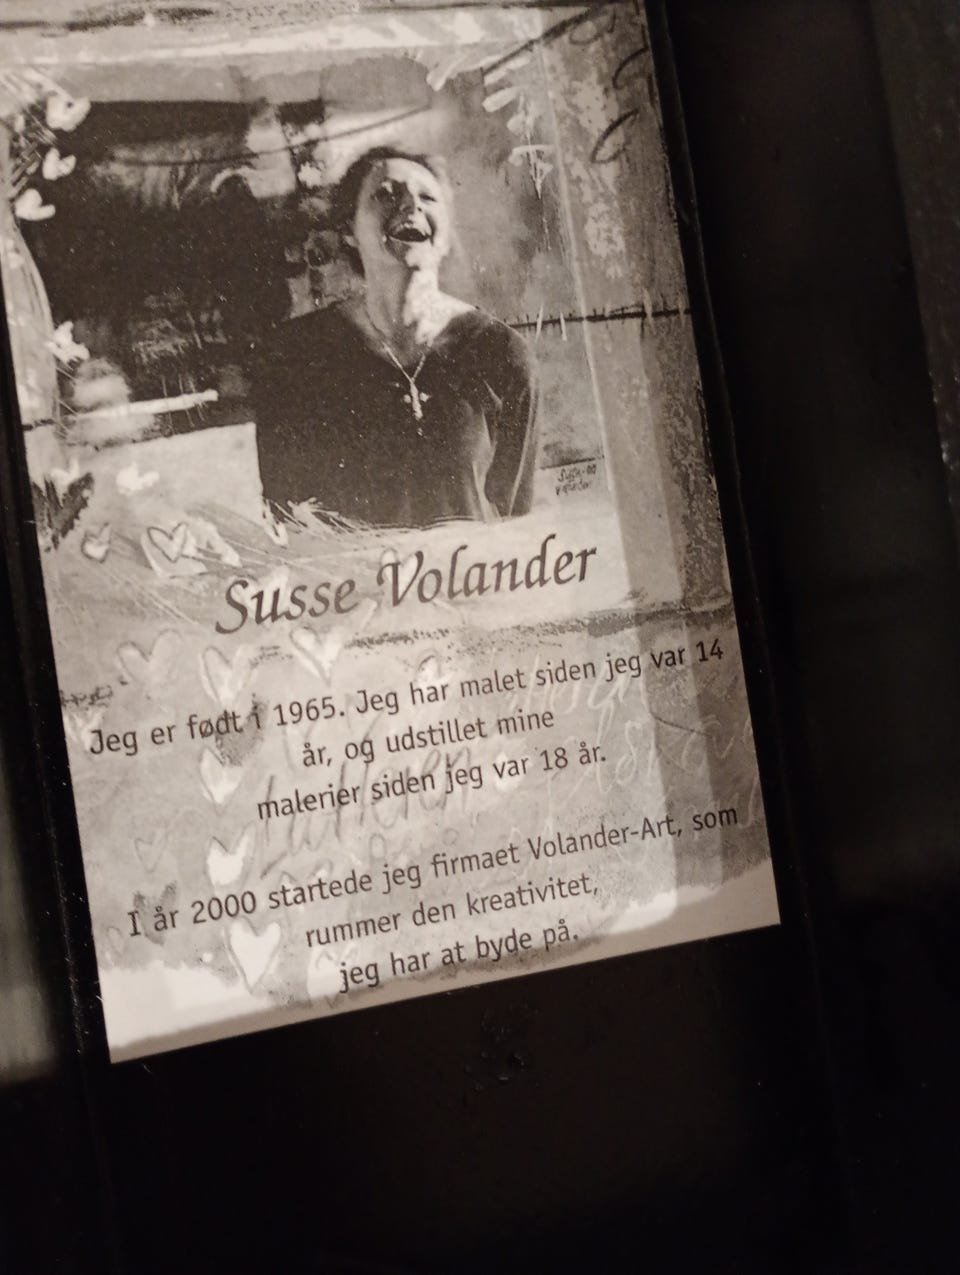 Susse Volander
Jeg er født i 1965. Jeg har malet siden jeg var 14
år, og udstillet mine
malerier siden jeg var 18 år.
I år 2000 startede jeg firmaet Volander-Art, som
rummer den kreativitet,
jeg har at byde på.